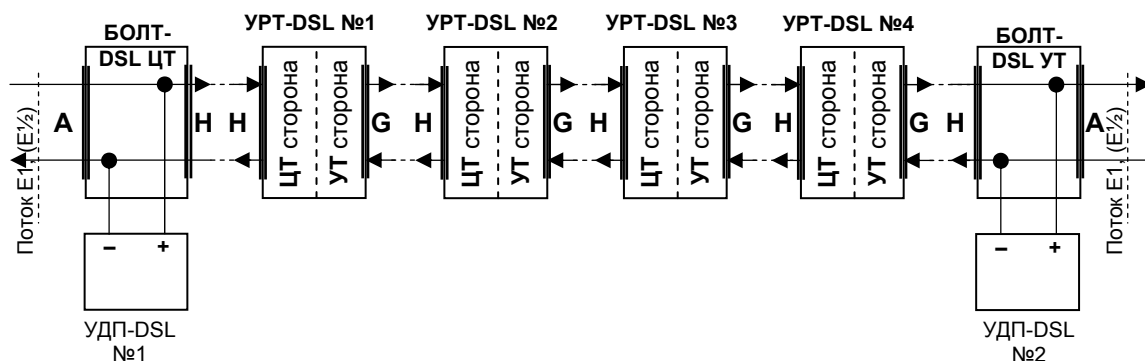 УРТ-DSL №1
УРТ-DSL №2
УРТ-DSL №3
УРТ-DSL №4
БОЛТ-
DSL ЦТ
БОЛТ-
DSL УТ
Поток E1, (E½)
A
H
H
ЦТ сторона
УТ сторона
G
H
ЦТ сторона
УТ сторона
G
H
ЦТ сторона
УТ сторона
G
H
ЦТ сторона
УТ сторона
G
H
A
Поток E1, (E½)
– +
– +
УДП-DSL
№1
УДП-DSL
№2